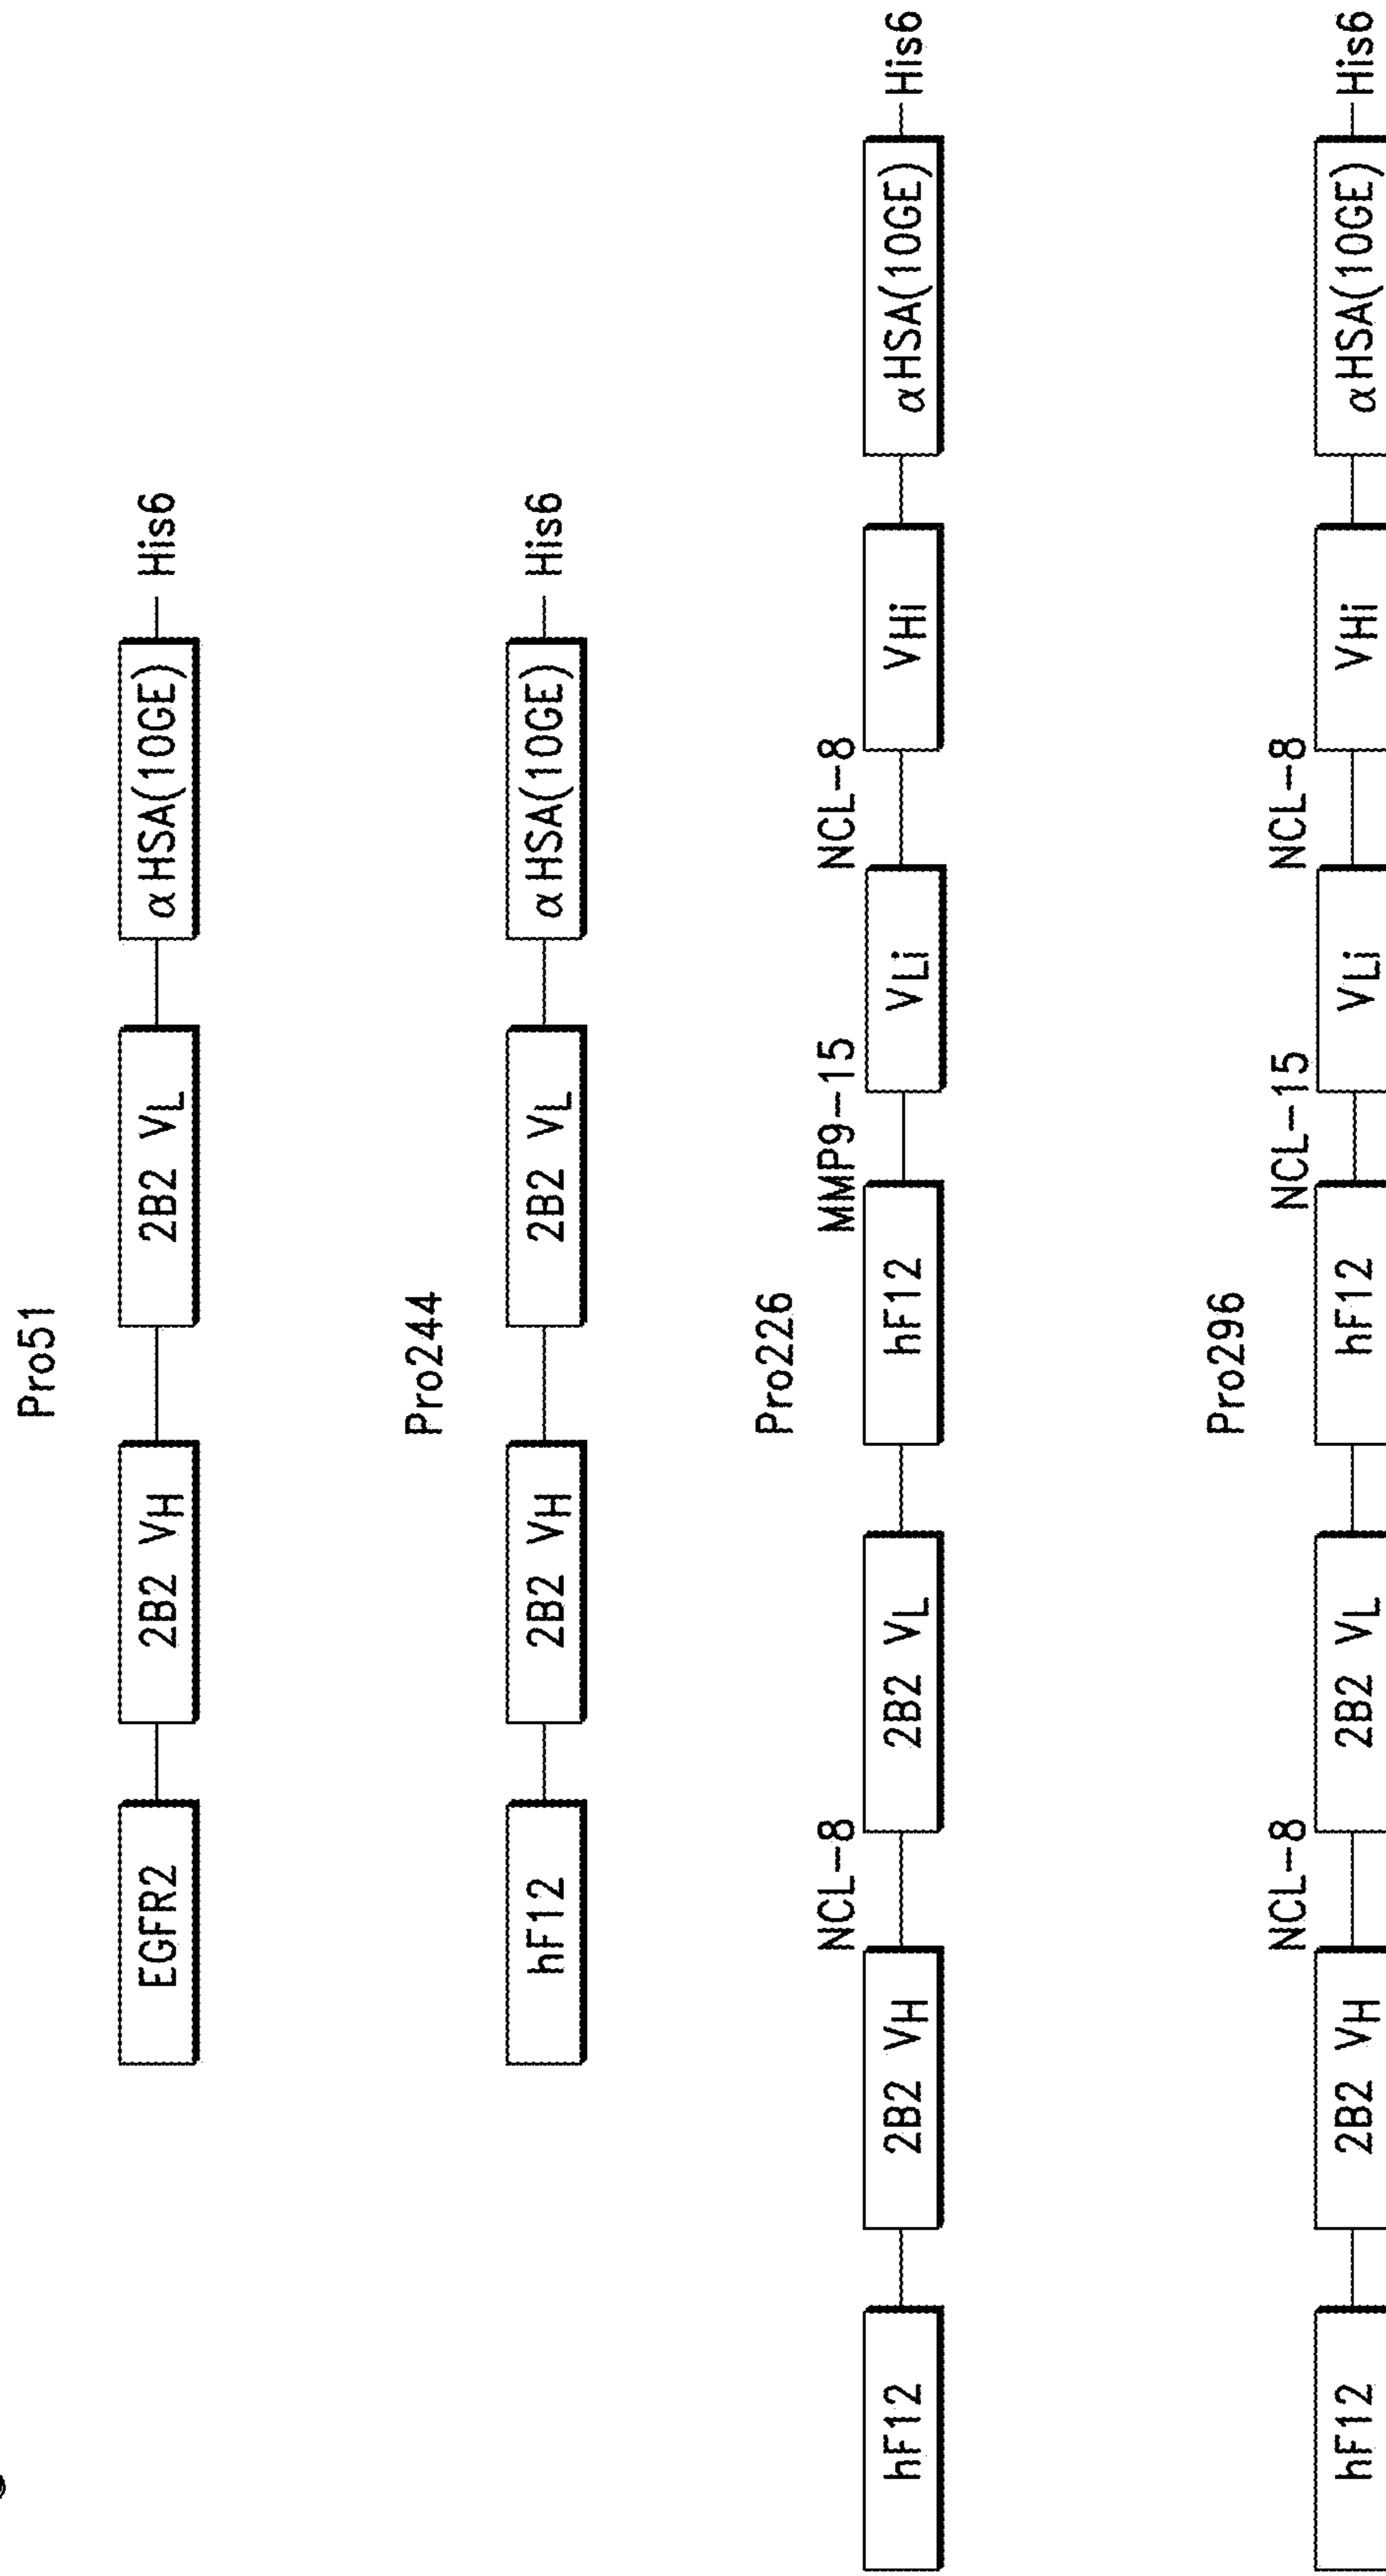 Pro51
EGFR2 2B2 VH 2B2 VL αHSA(10GE) His6
Pro244
hF12 2B2 VH 2B2 VL αHSA(10GE) His6
Pro226
NCL-8 MMP9-15 NCL-8
hF12 2B2 VH 2B2 VL hF12 VLi VHi αHSA(10GE) His6
Pro296
NCL-8 NCL-15 NCL-8
hF12 2B2 VH 2B2 VL hF12 VLi VHi αHSA(10GE) His6